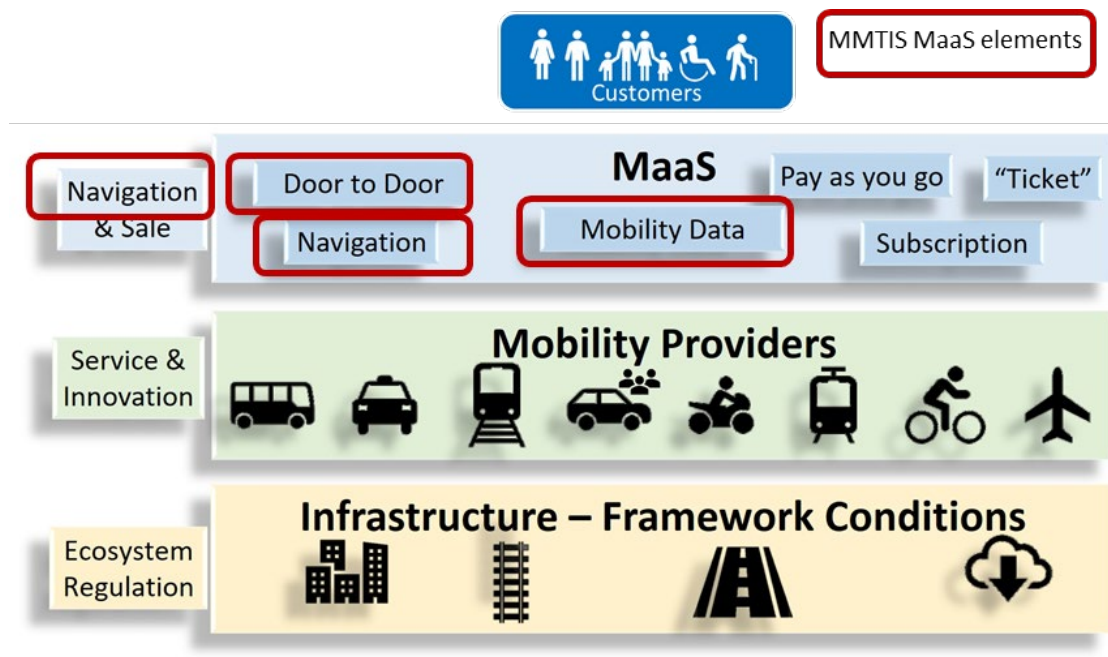 Customers
MMTIS MaaS elements
Navigation
& Sale
Door to Door
Navigation
MaaS
Mobility Data
Pay as you go
“Ticket”
Subscription
Service &
Innovation
Mobility Providers
Ecosystem
Regulation
Infrastructure – Framework Conditions